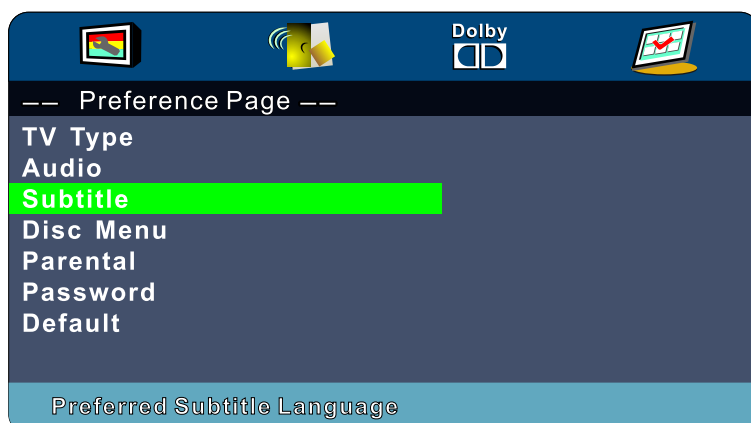 Dolby
—— Preference Page ——
TV Type
Audio
Subtitle
Disc Menu
Parental
Password
Default
Preferred Subtitle Language